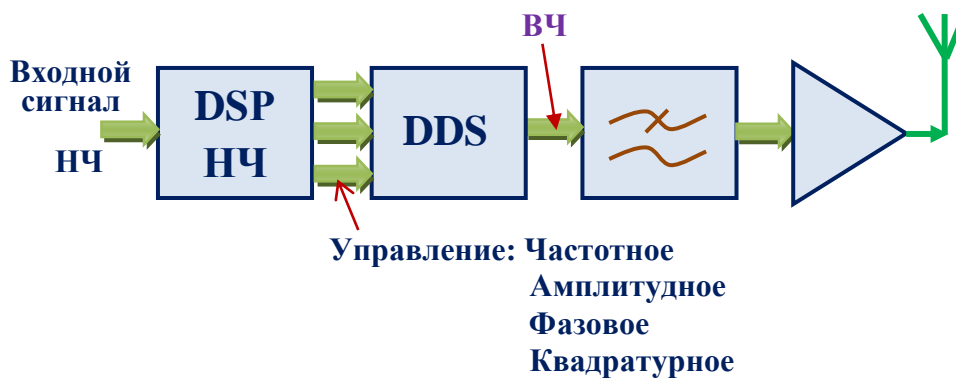 ВЧ
Входной
сигнал
НЧ
DSP
НЧ
DDS
Управление: Частотное
Амплитудное
Фазовое
Квадратурное